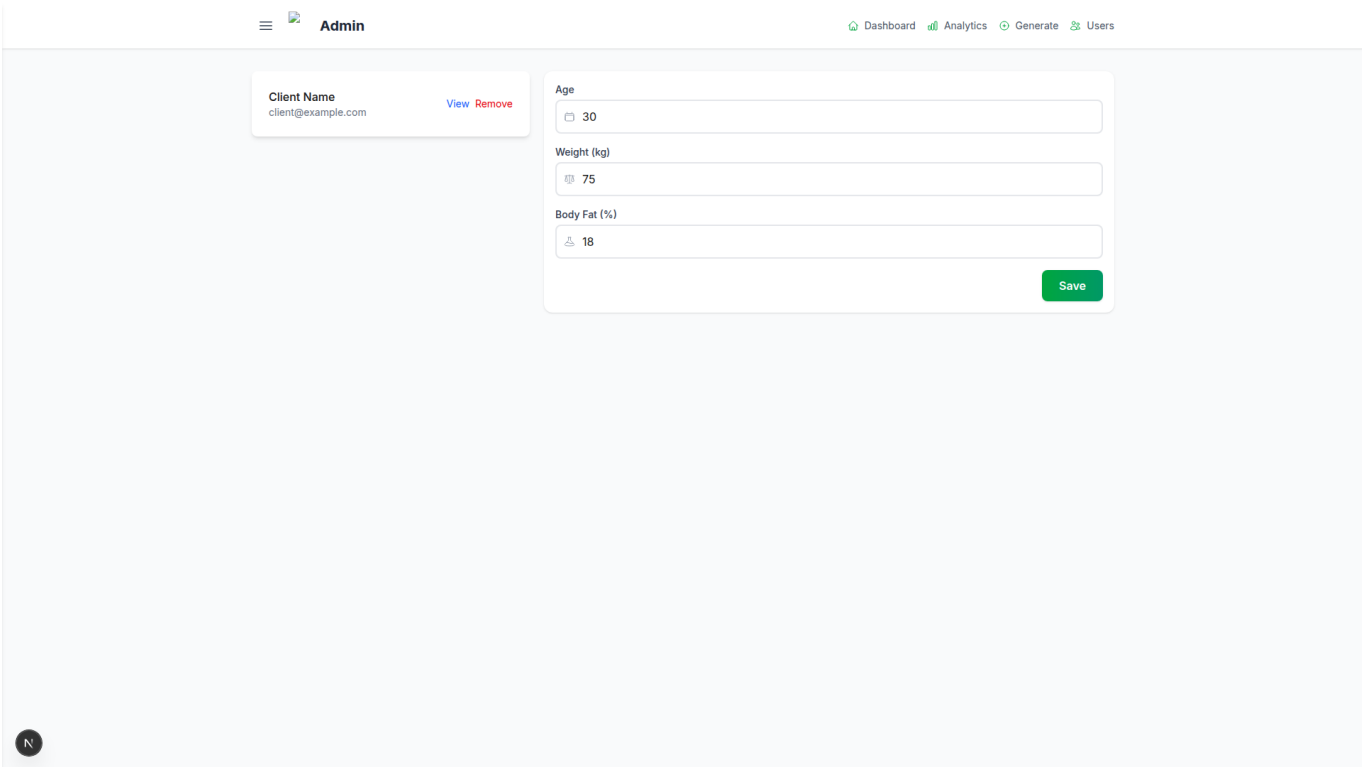 Admin
Dashboard
Analytics
Generate
Users
Client Name
client@example.com
View
Remove
Age
30
Weight (kg)
75
Body Fat (%)
18
Save
N